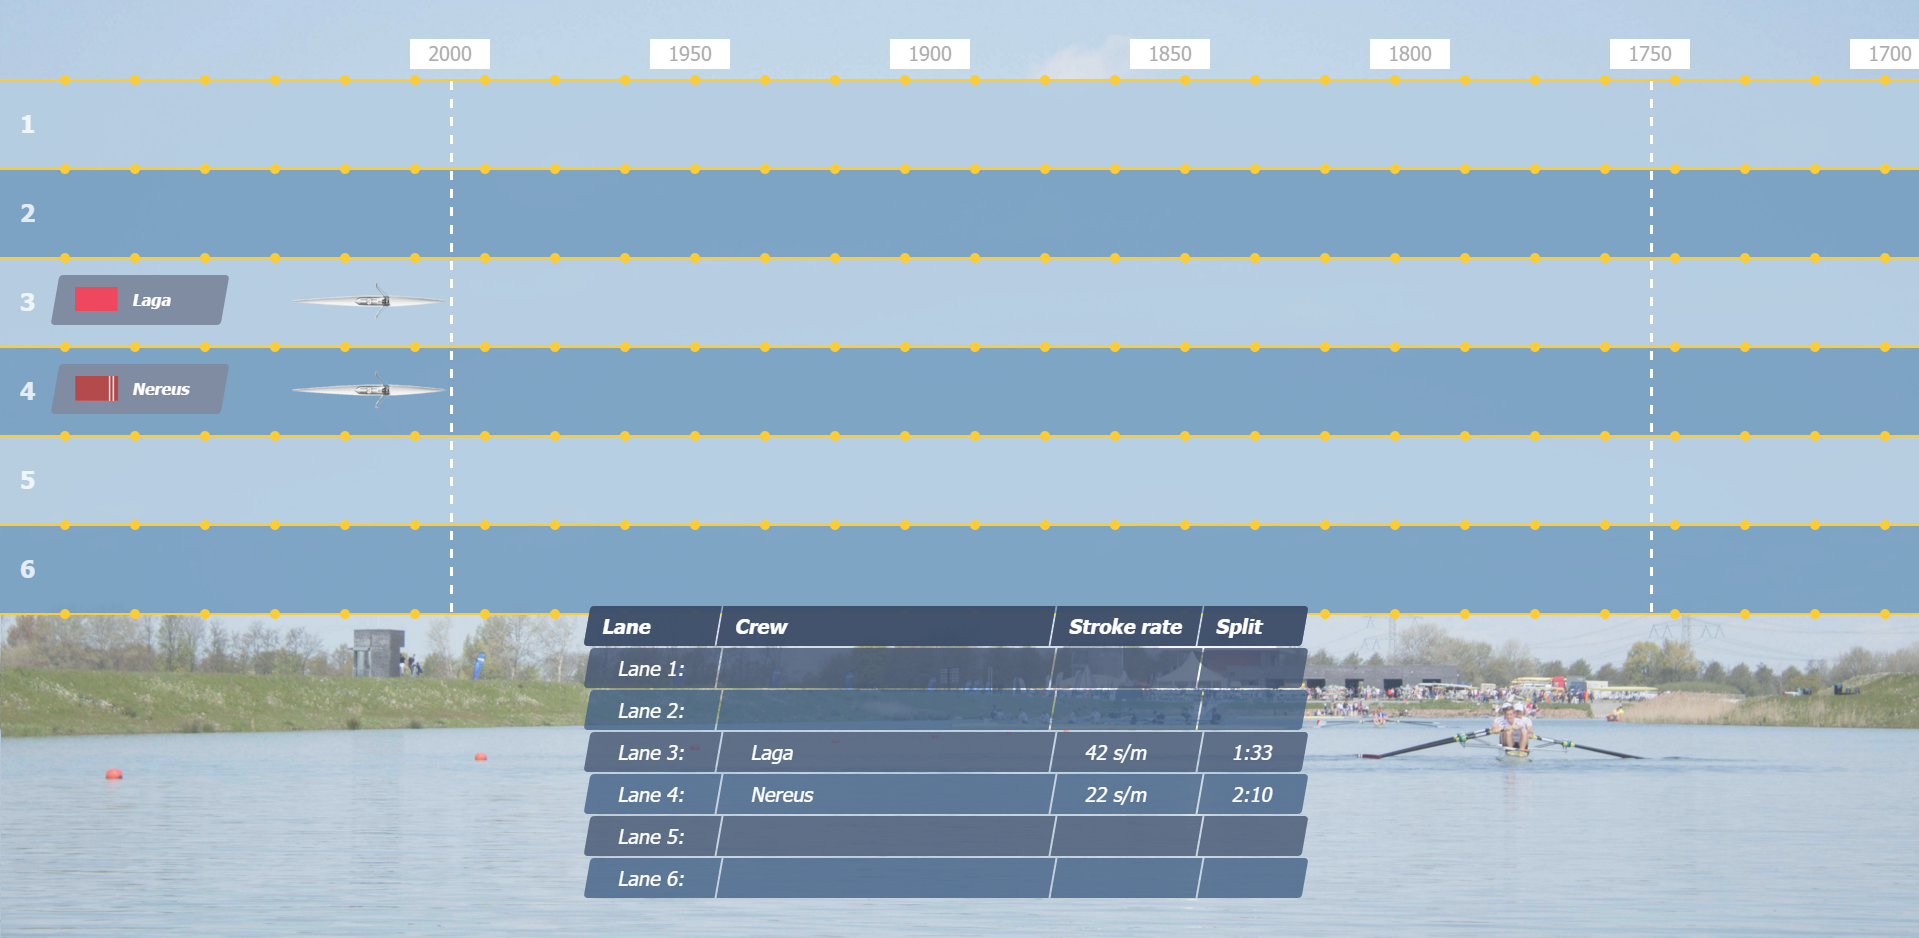 2000 1950 1900 1850 1800 1750 1700
1
2
3 Laga
4 Nereus
5
6
Lane Crew Stroke rate Split
Lane 1:
Lane 2:
Lane 3: Laga 42 s/m 1:33
Lane 4: Nereus 22 s/m 2:10
Lane 5:
Lane 6: